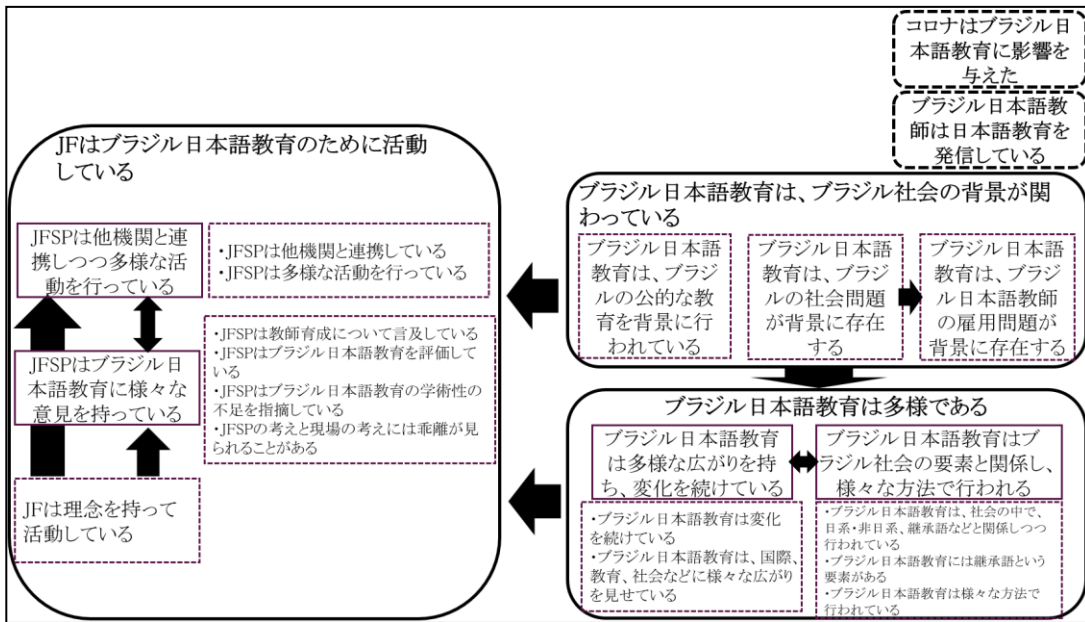 コロナはブラジル日
本語教育に影響を
与えた
ブラジル日本語教
師は日本語教育を
発信している
JFはブラジル日本語教育のために活動
している
JFSPは他機関と連
携しつつ多様な活
動を行っている
・JFSPは他機関と連携している
・JFSPは多様な活動を行っている
JFSPはブラジル日
本語教育に様々な
意見を持っている
・JFSPは教師育成について言及している
・JFSPはブラジル日本語教育を評価して
いる
・JFSPはブラジル日本語教育の学術性の
不足を指摘している
・JFSPの考えと現場の考えには乖離が見
られることがある
JFは理念を持って
活動している
ブラジル日本語教育は、ブラジル社会の背景が関
わっている
ブラジル日本語
教育は、ブラジ
ルの公的な教
育を背景に行
われている
ブラジル日本語
教育は、ブラジ
ルの社会問題
が背景に存在
する
ブラジル日本語
教育は、ブラジ
ル日本語教師
の雇用問題が
背景に存在する
ブラジル日本語教育は多様である
ブラジル日本語教育
は多様な広がりを持
ち、変化を続けている
ブラジル日本語教育はブ
ラジル社会の要素と関係し、
様々な方法で行われる
・ブラジル日本語教育は変化
を続けている
・ブラジル日本語教育は、国際、
教育、社会などに様々な広がり
を見せている
・ブラジル日本語教育は、社会の中で、
日系・非日系、継承語などと関係しつつ
行われている
・ブラジル日本語教育には継承語という
要素がある
・ブラジル日本語教育は様々な方法で
行われている